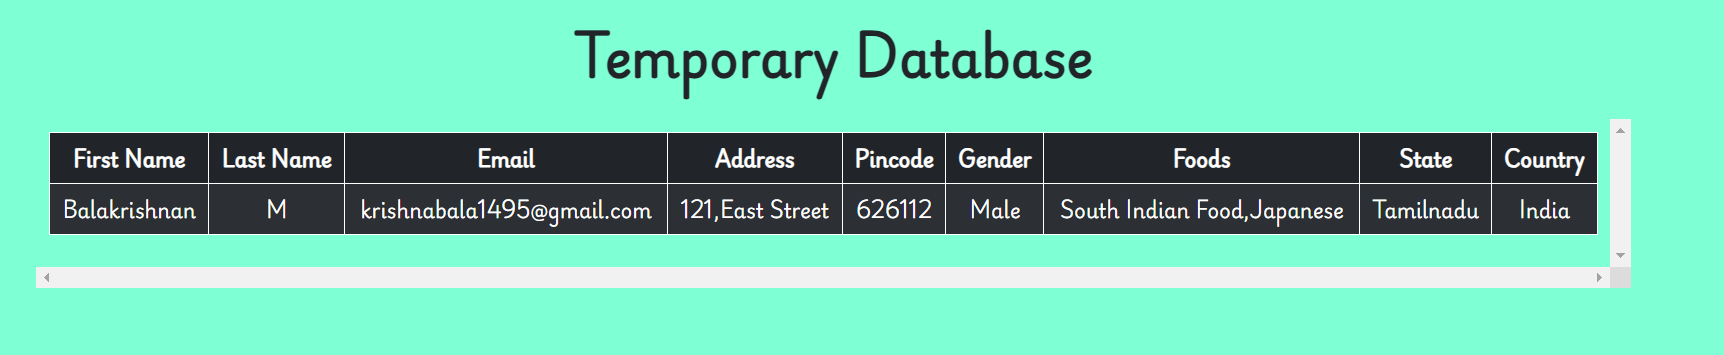 Temporary Database
First Name Last Name Email Address Pincode Gender Foods State Country
Balakrishnan M krishnabala1495@gmail.com 121,East Street 626112 Male South Indian Food,Japanese Tamilnadu India